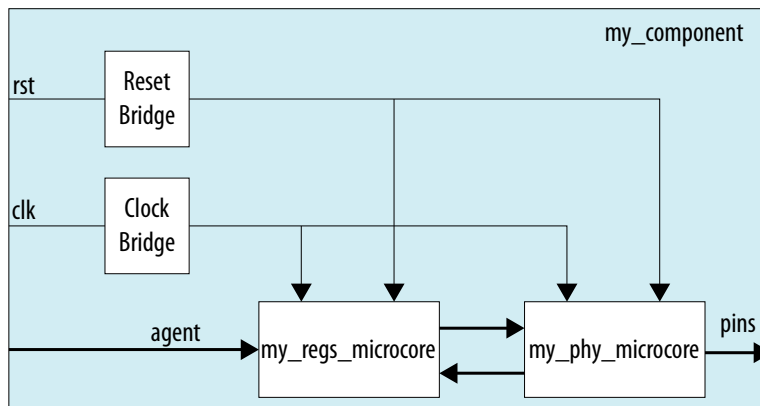 my_component
rst
Reset
Bridge
clk
Clock
Bridge
agent
my_regs_microcore
my_phy_microcore
pins